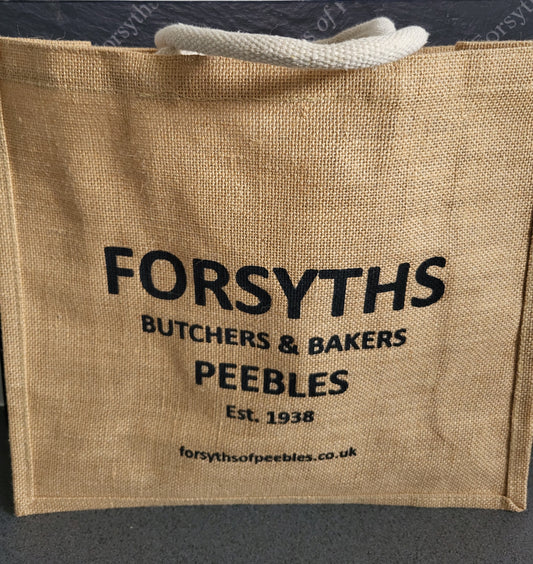 FORSYTHS
BUTCHERS & BAKERS
PEEBLES
Est. 1938
forsythsofpeebles.co.uk